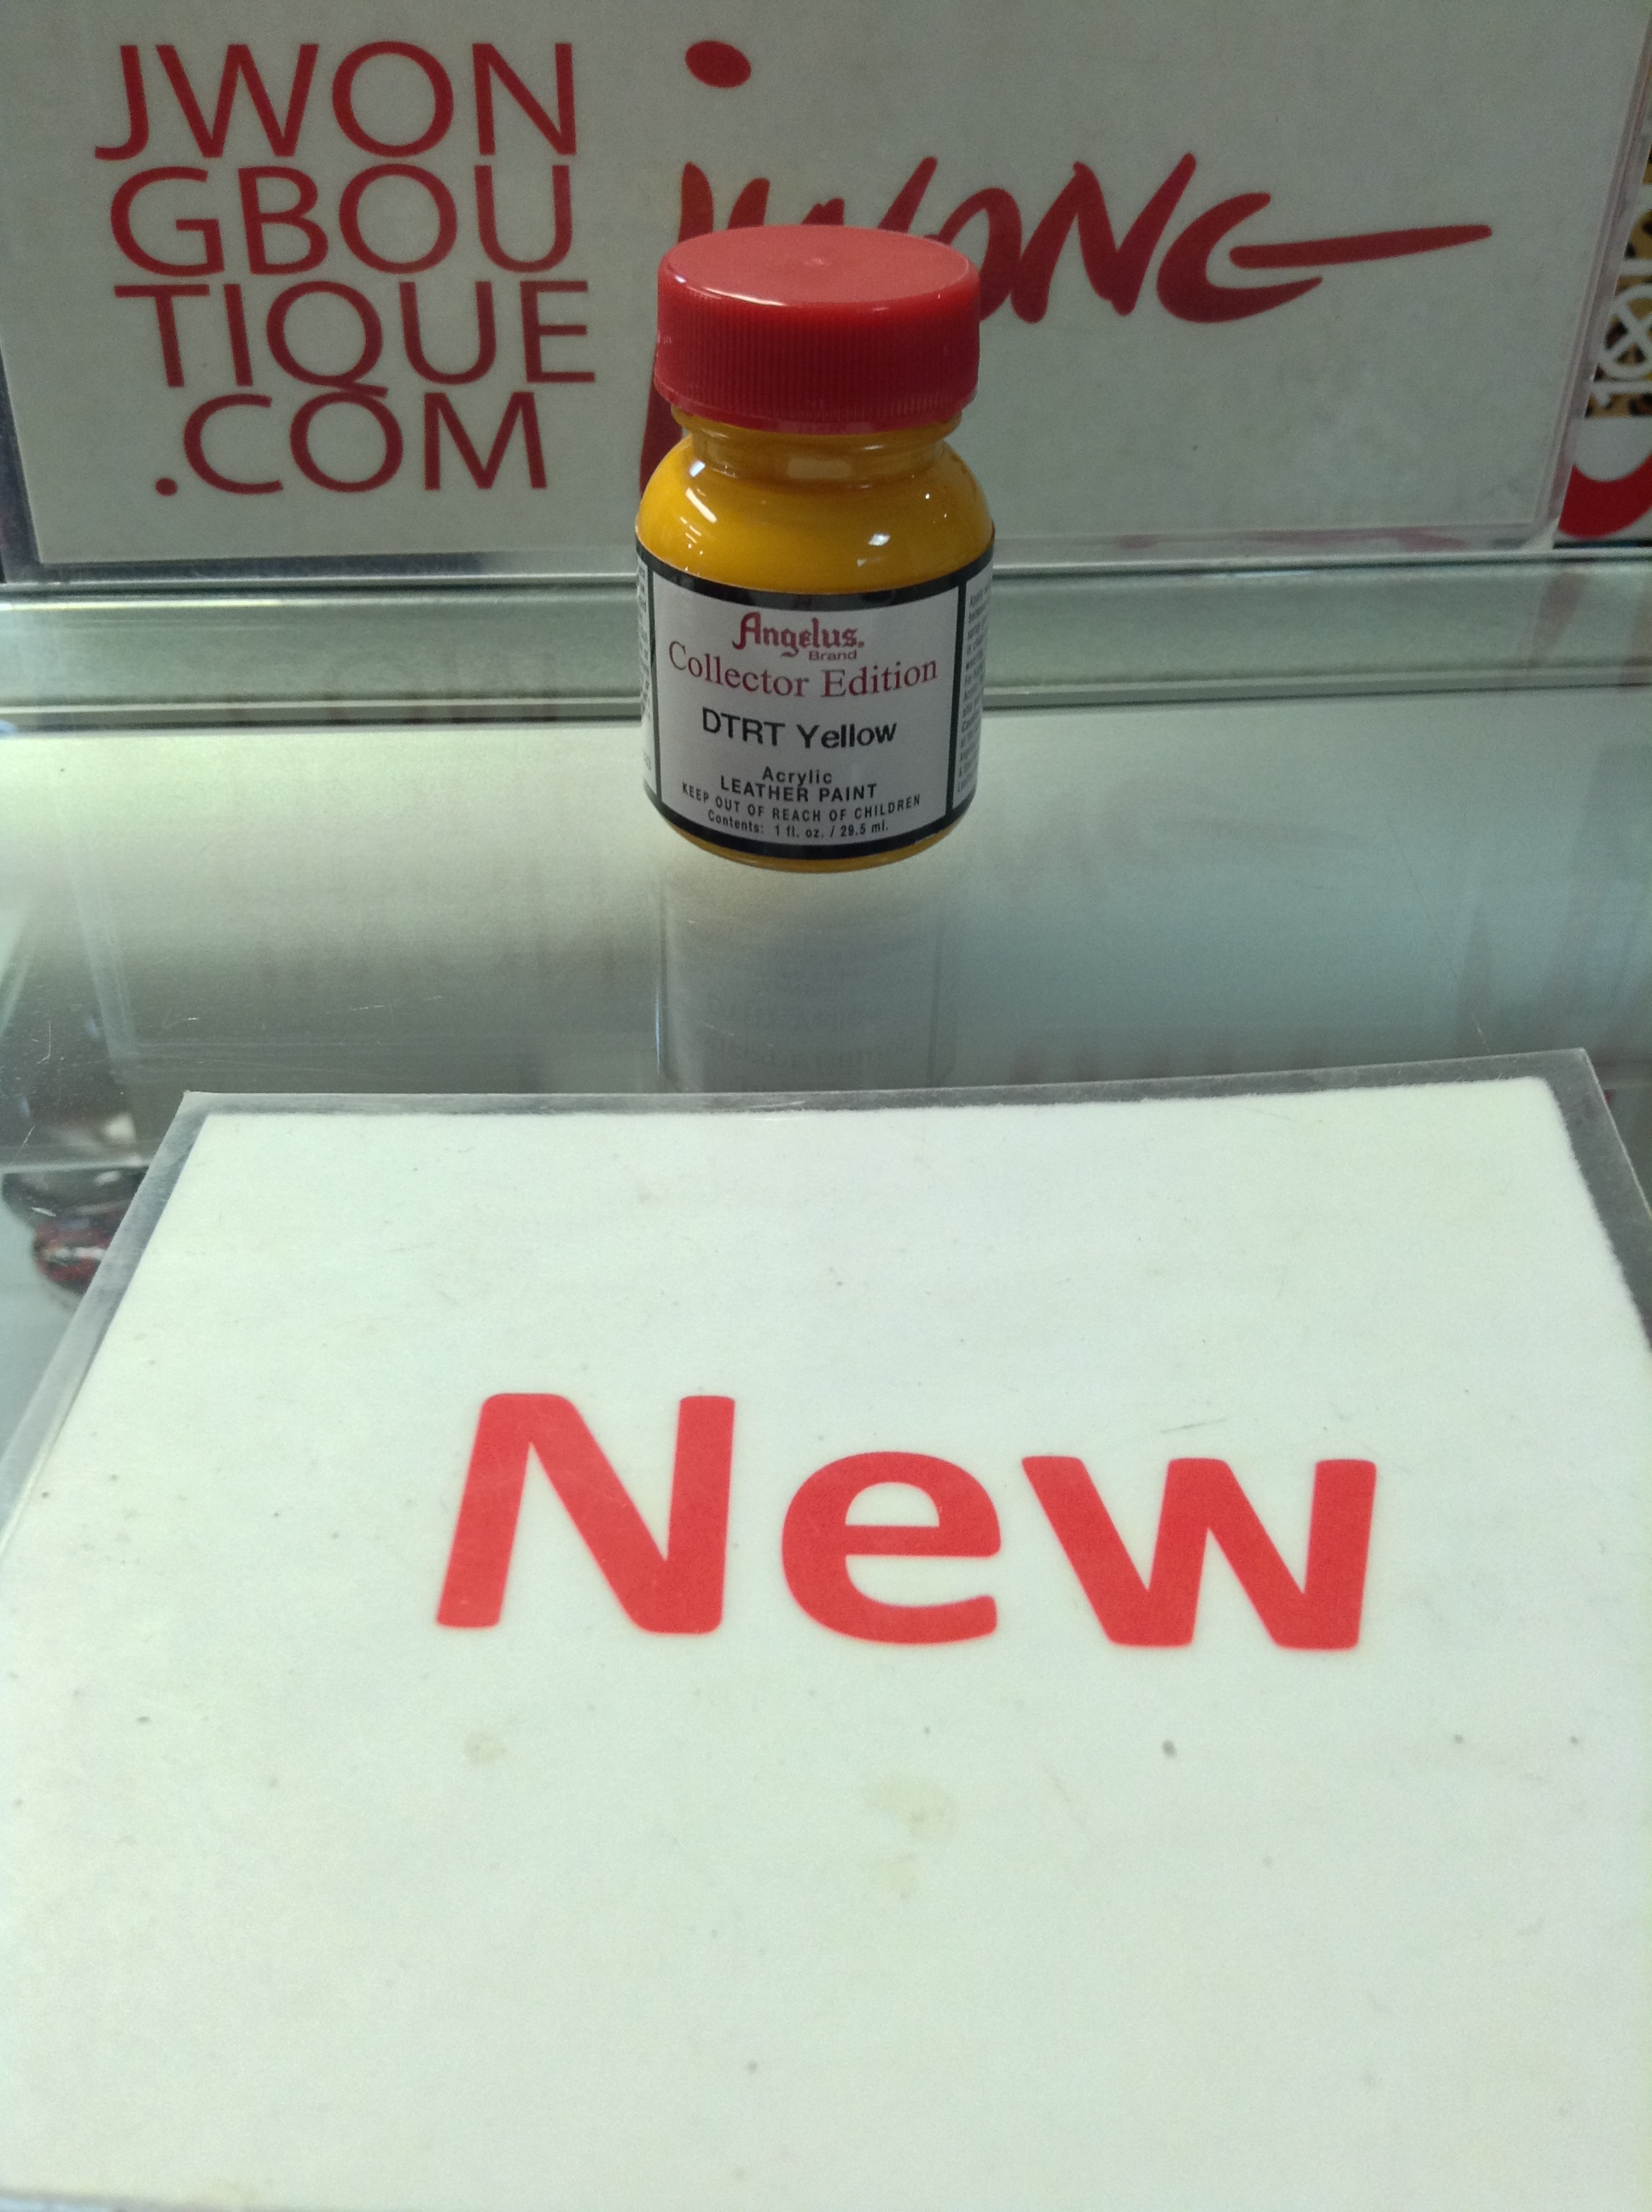 JWON
GBOU
TIQUE
.COM
jWONG
Angelus.
Brand
Collector Edition
DTRT Yellow
Acrylic
LEATHER PAINT
KEEP OUT OF REACH OF CHILDREN
Contents: 1 fl. oz. / 29.5 ml.
New